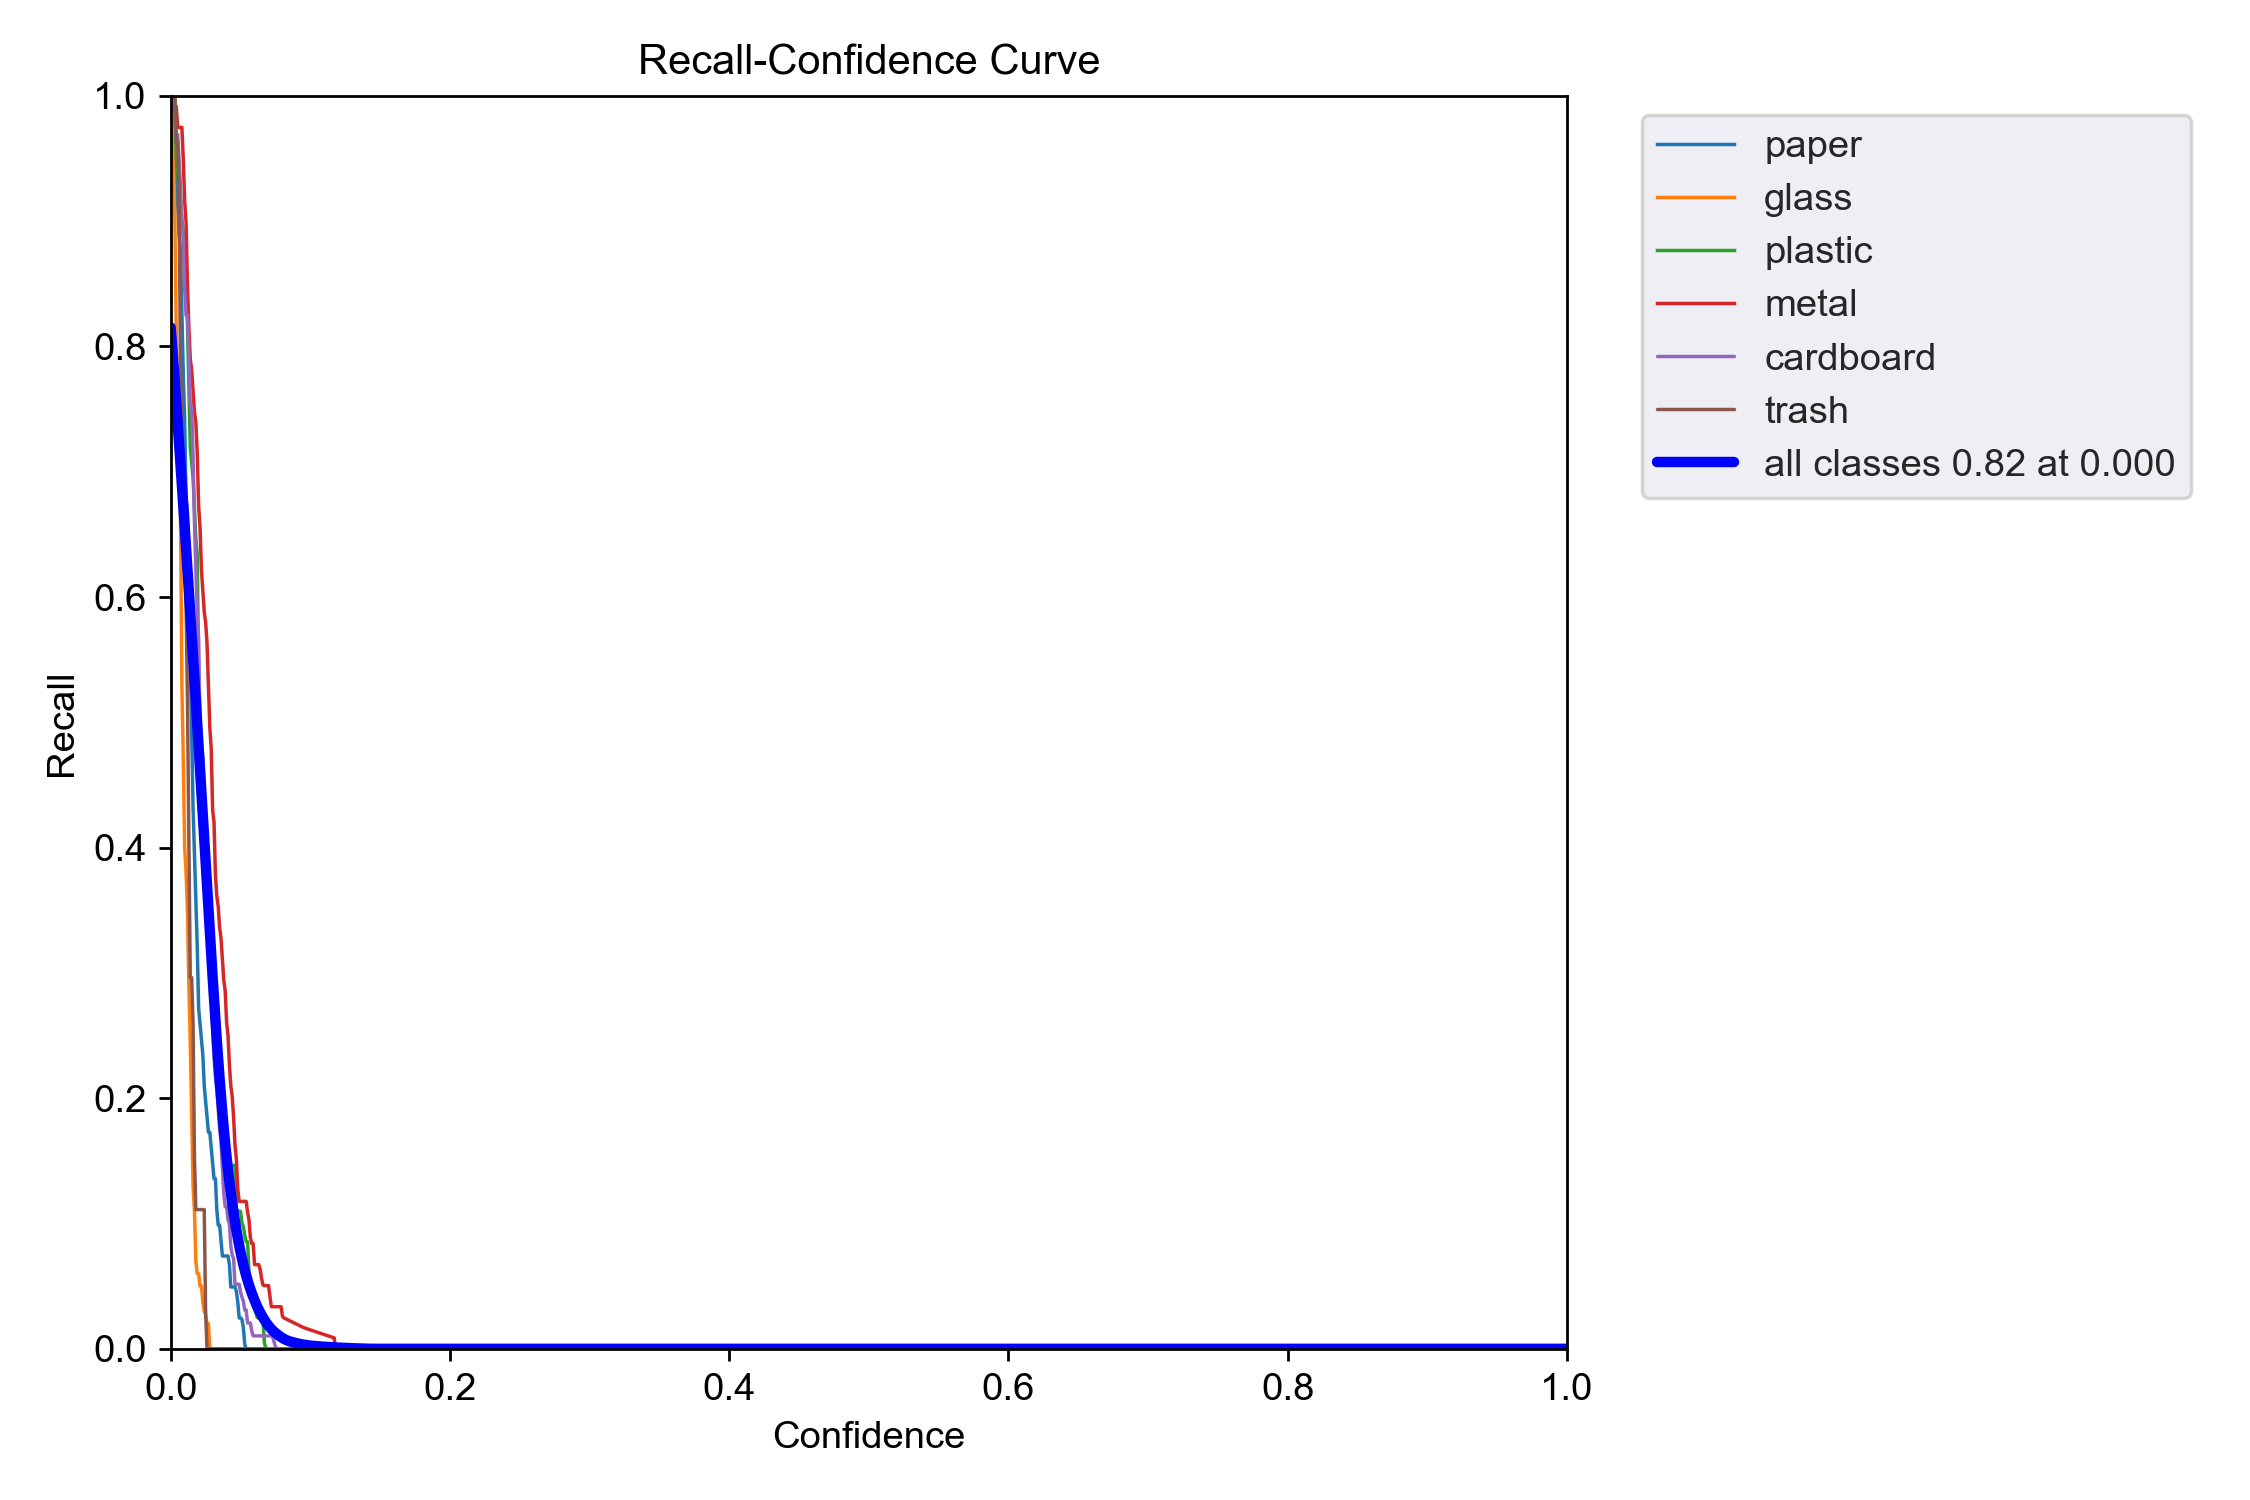 Recall-Confidence Curve
1.0
0.8
0.6
0.4
0.2
0.0
Recall
0.0 0.2 0.4 0.6 0.8 1.0
Confidence
paper
glass
plastic
metal
cardboard
trash
all classes 0.82 at 0.000